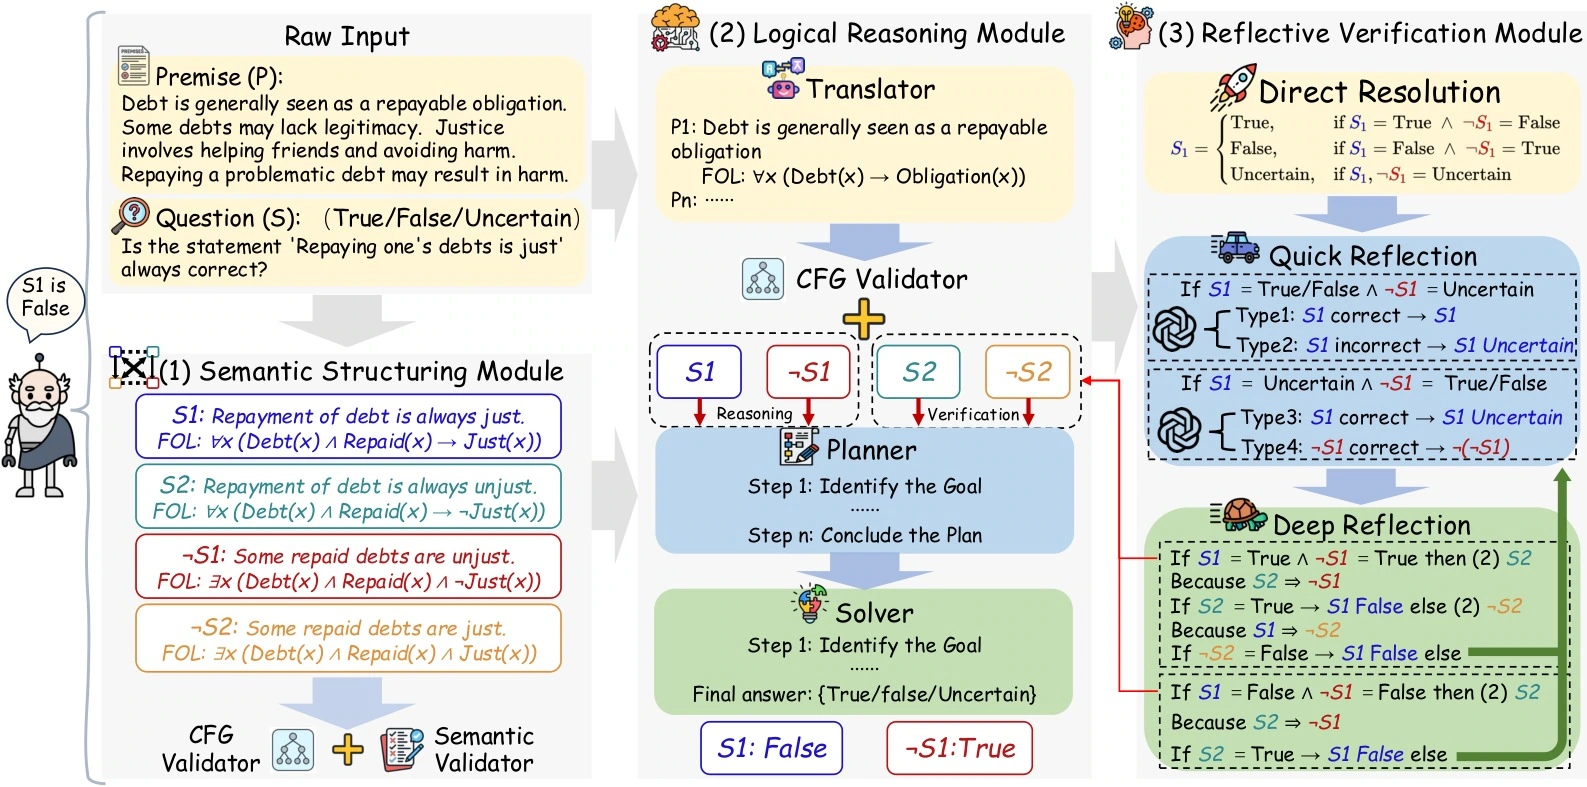 S1 is
False
Raw Input
PREMISES
Premise (P):
Debt is generally seen as a repayable obligation.
Some debts may lack legitimacy. Justice
involves helping friends and avoiding harm.
Repaying a problematic debt may result in harm.
Question (S): (True/False/Uncertain)
Is the statement 'Repaying one's debts is just'
always correct?
(1) Semantic Structuring Module
S1: Repayment of debt is always just.
FOL: ∀x (Debt(x) ∧ Repaid(x) → Just(x))
S2: Repayment of debt is always unjust.
FOL: ∀x (Debt(x) ∧ Repaid(x) → ¬Just(x))
¬S1: Some repaid debts are unjust.
FOL: ∃x (Debt(x) ∧ Repaid(x) ∧ ¬Just(x))
¬S2: Some repaid debts are just.
FOL: ∃x (Debt(x) ∧ Repaid(x) ∧ Just(x))
CFG
Validator
Semantic
Validator
(2) Logical Reasoning Module
Translator
P1: Debt is generally seen as a repayable
obligation
FOL: ∀x (Debt(x) → Obligation(x))
Pn: ······
CFG Validator
S1
¬S1
S2
¬S2
Reasoning
Verification
Planner
Step 1: Identify the Goal
······
Step n: Conclude the Plan
Solver
Step 1: Identify the Goal
······
Final answer: {True/false/Uncertain}
S1: False
¬S1:True
(3) Reflective Verification Module
Direct Resolution
S₁ = { True, if S₁ = True ∧ ¬S₁ = False
False, if S₁ = False ∧ ¬S₁ = True
Uncertain, if S₁, ¬S₁ = Uncertain
Quick Reflection
If S1 = True/False ∧ ¬S1 = Uncertain
Type1: S1 correct → S1
Type2: S1 incorrect → S1 Uncertain
If S1 = Uncertain ∧ ¬S1 = True/False
Type3: S1 correct → S1 Uncertain
Type4: ¬S1 correct → ¬(¬S1)
Deep Reflection
If S1 = True ∧ ¬S1 = True then (2) S2
Because S2 ⇒ ¬S1
If S2 = True → S1 False else (2) ¬S2
Because S1 ⇒ ¬S2
If ¬S2 = False → S1 False else
If S1 = False ∧ ¬S1 = False then (2) S2
Because S2 ⇒ ¬S1
If S2 = True → S1 False else